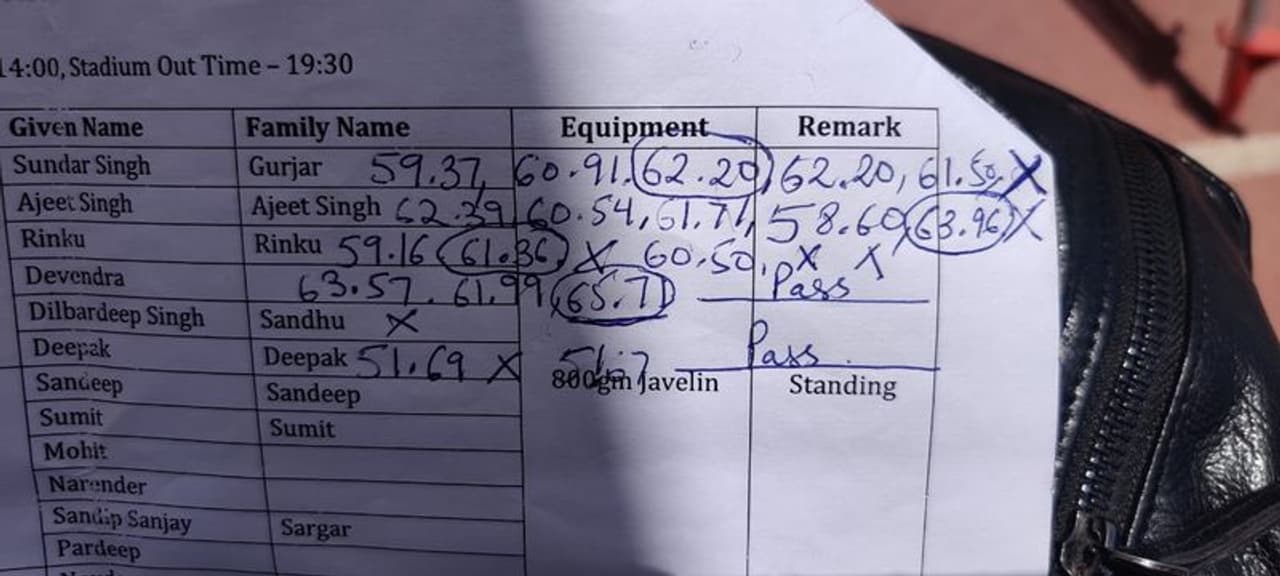 14:00, Stadium Out Time – 19:30
Given Name Family Name Equipment Remark
Sundar Singh Gurjar 59.37, 60.91, 62.20, 62.20, 61.50, X
Ajeet Singh Ajeet Singh 62.39, 60.54, 61.71, 58.60, 63.96, X
Rinku Rinku 59.16 61.36, X 60.50, X X
Devendra 63.57, 61.99, 65.71 Pass
Dilbardeep Singh Sandhu X
Deepak Deepak 51.69 X Pass
Sandeep Sandeep 800gm Javelin Standing
Sumit Sumit
Mohit
Narender
Sandip Sanjay Sargar
Pardeep